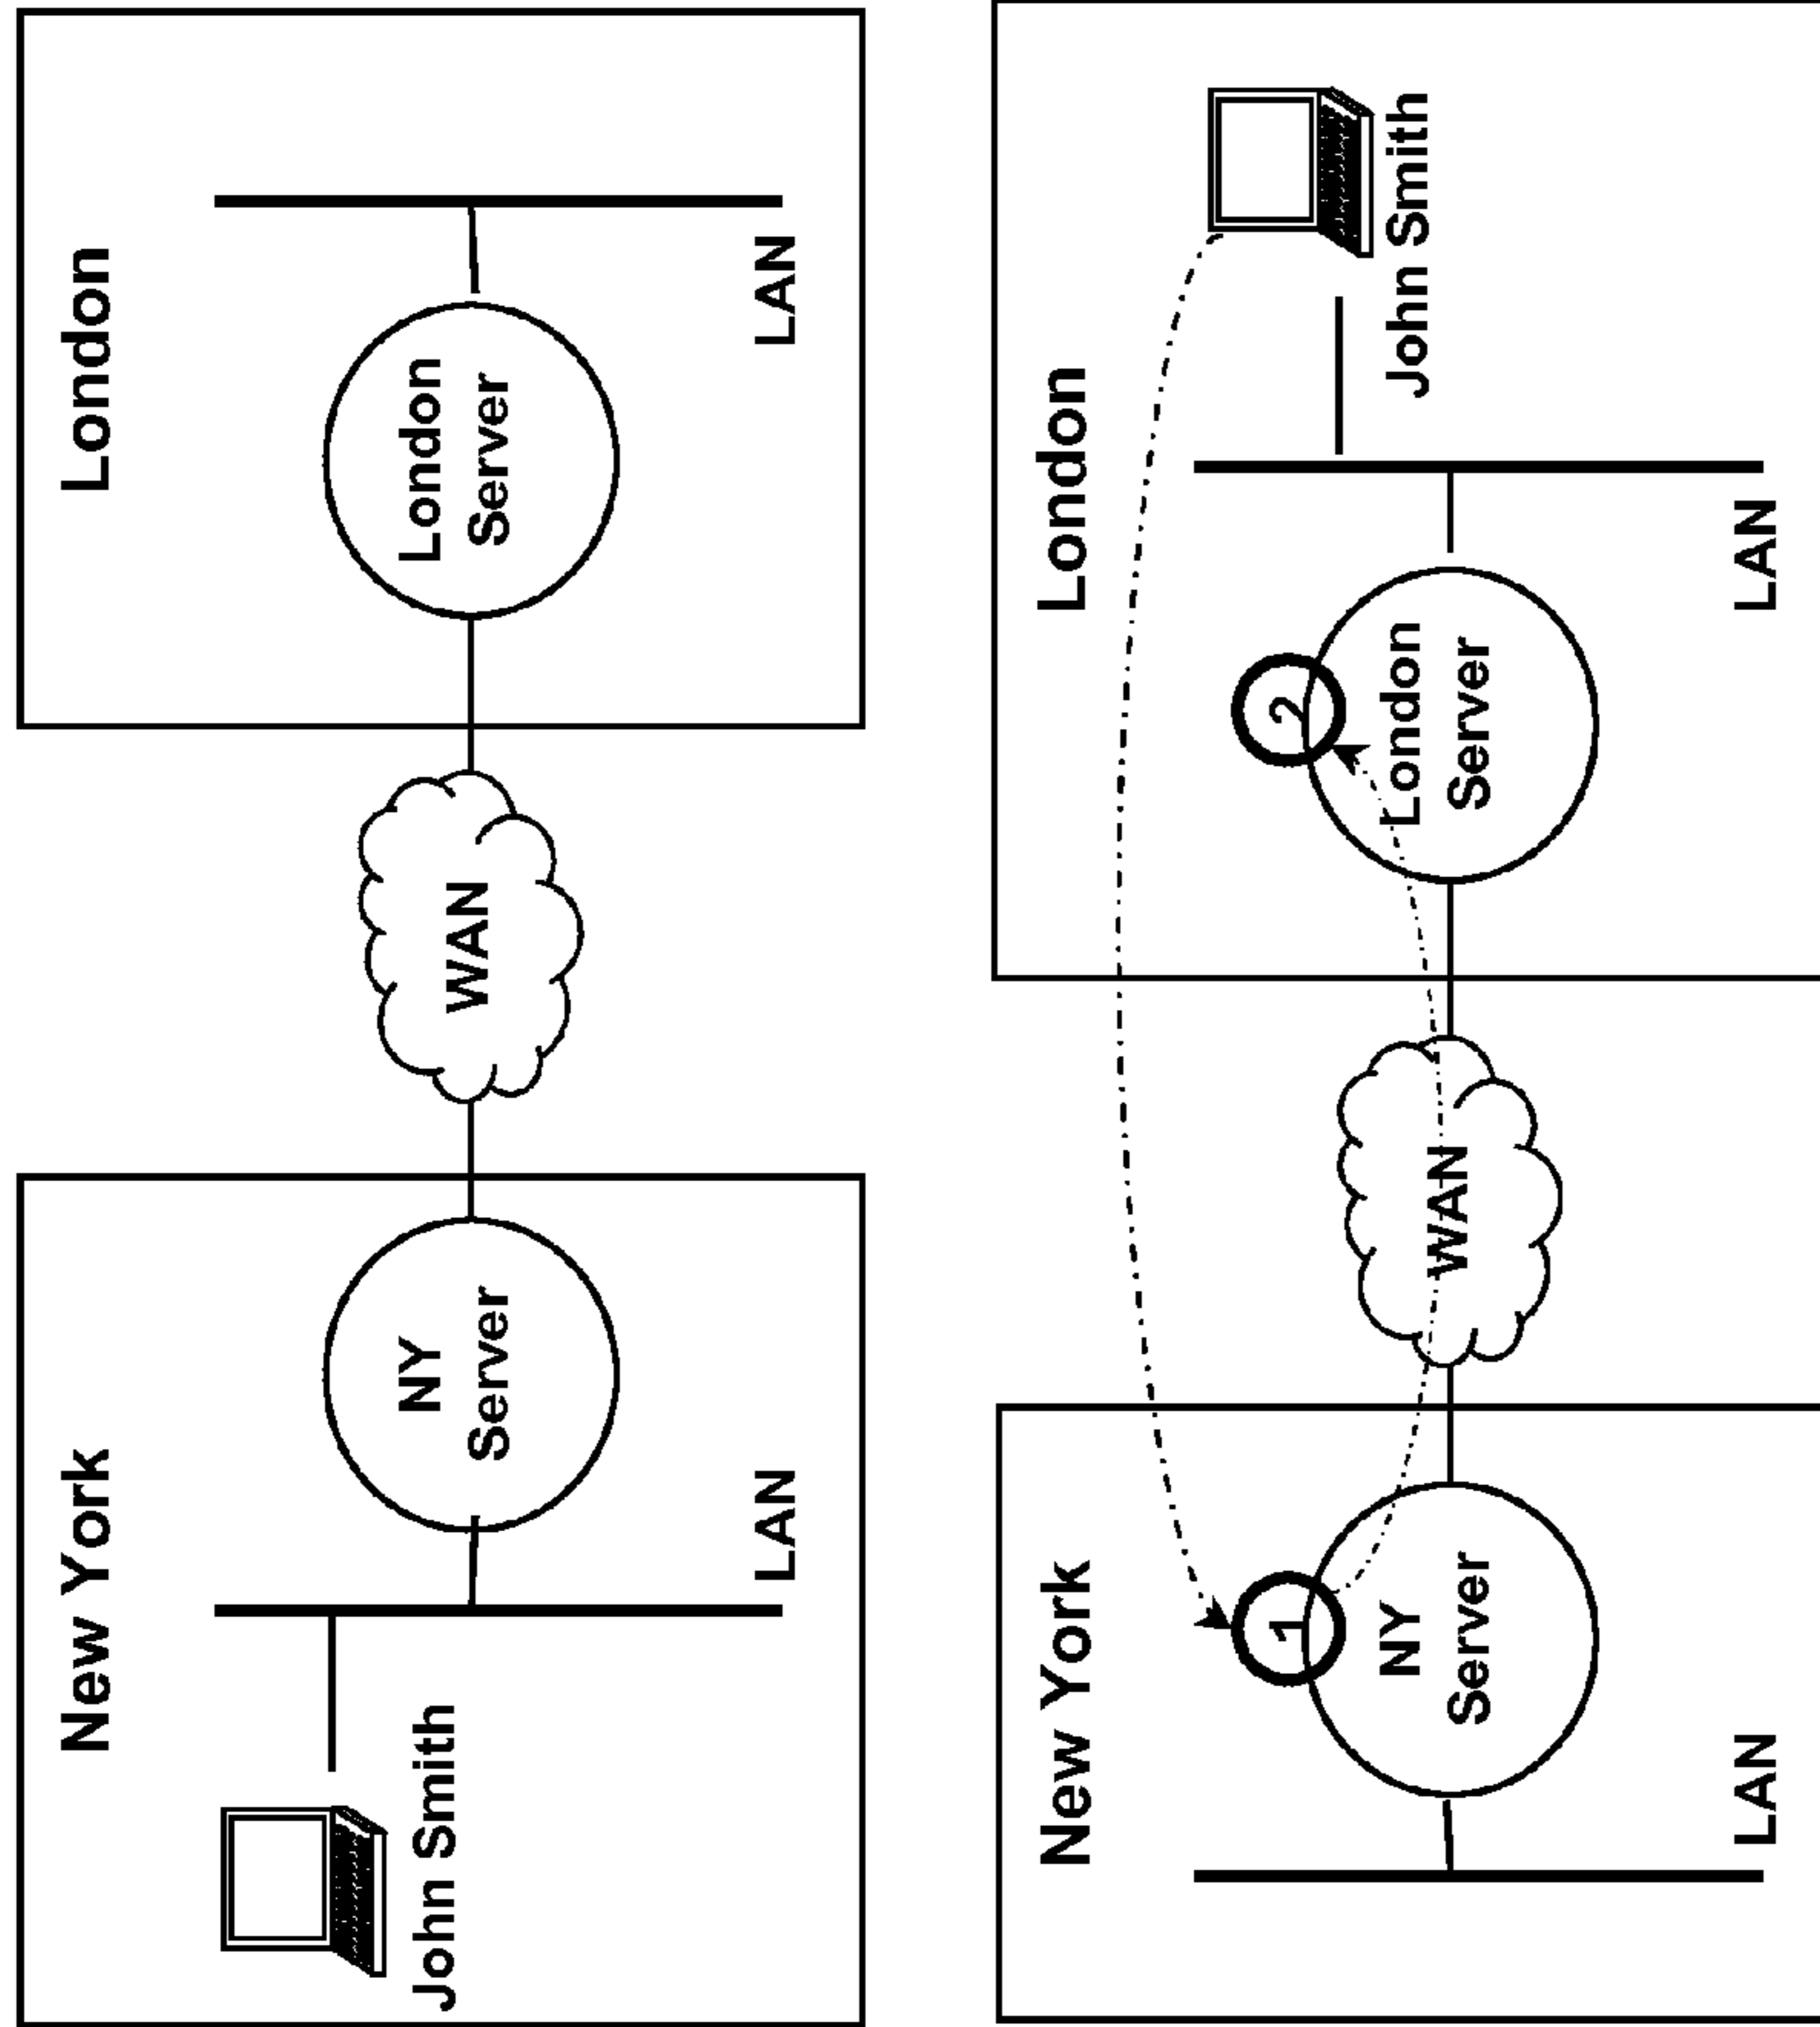 New York
London
NY
Server
WAN
London
Server
John Smith
LAN
LAN
New York
London
1
2
NY
Server
WAN
London
Server
John Smith
LAN
LAN